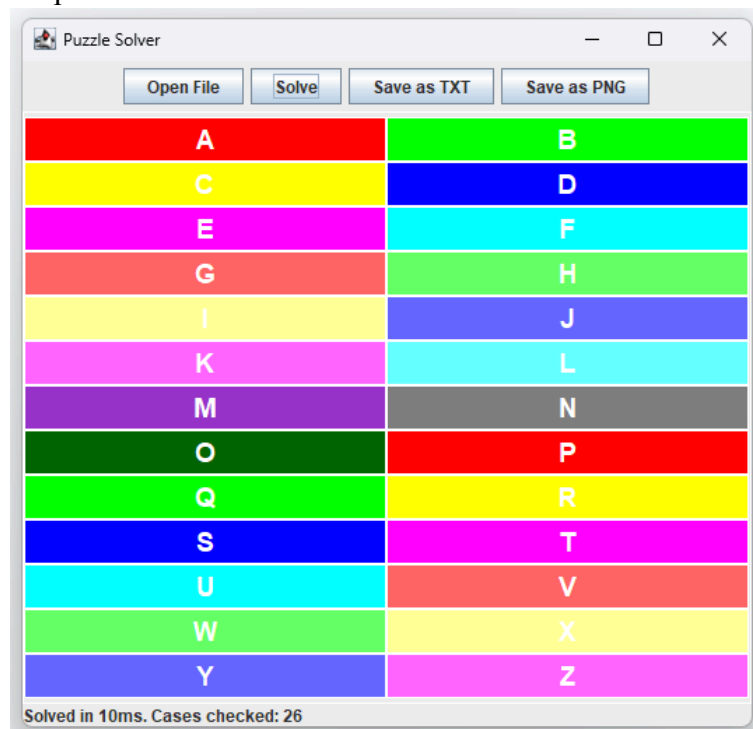 Puzzle Solver
Open File Solve Save as TXT Save as PNG
A B
C D
E F
G H
I J
K L
M N
O P
Q R
S T
U V
W X
Y Z
Solved in 10ms. Cases checked: 26